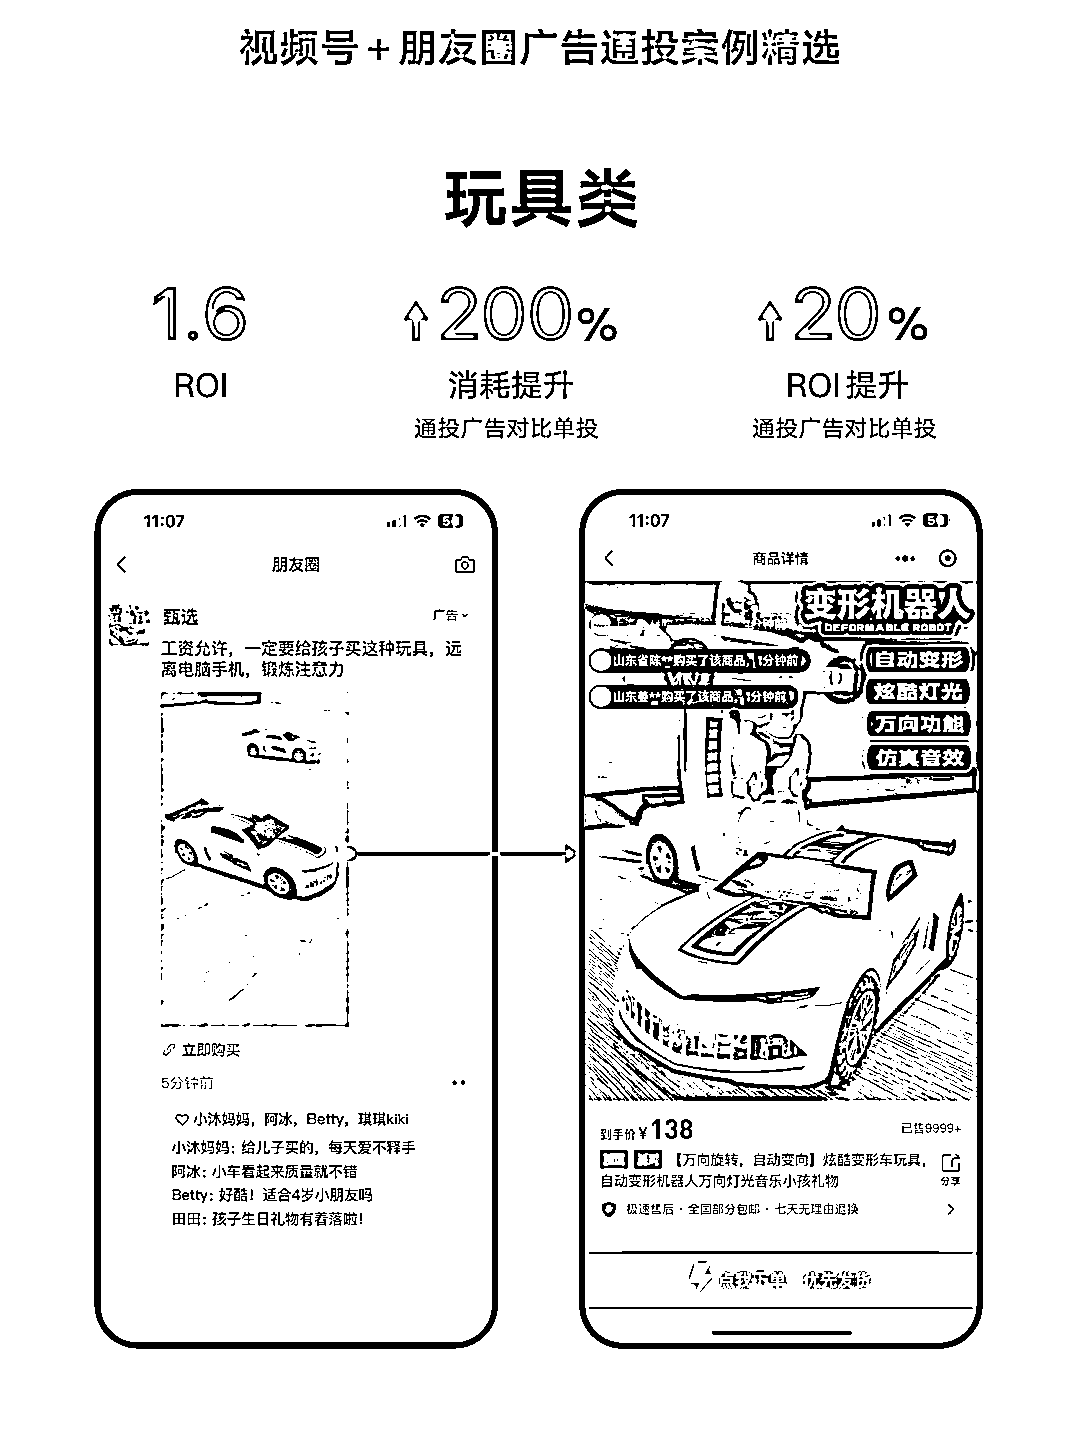 视频号+朋友圈广告通投案例精选
玩具类
1.6
ROI
200%
消耗提升
通投广告对比单投
20%
ROI提升
通投广告对比单投
11:07
朋友圈
甄选
广告
工资允许，一定要给孩子买这种玩具，远
离电脑手机，锻炼注意力
立即购买
5分钟前
小沐妈妈，阿冰，Betty，琪琪kiki
小沐妈妈：给儿子买的，每天爱不释手
阿冰：小车看起来质量就不错
Betty：好酷！适合4岁小朋友吗
田田：孩子生日礼物有着落啦！
11:07
商品详情
变形机器人
DEFORMABLE ROBOT
山东省陈**购买了该商品，1分钟前
山东姜**购买了该商品，1分钟前
自动变形
炫酷灯光
万向功能
仿真音效
到手价¥138
已售9999+
【万向旋转，自动变向】炫酷变形车玩具，
自动变形机器人万向灯光音乐小孩礼物
分享
极速售后·全国部分包邮·七天无理由退换
点我下单 优先发货